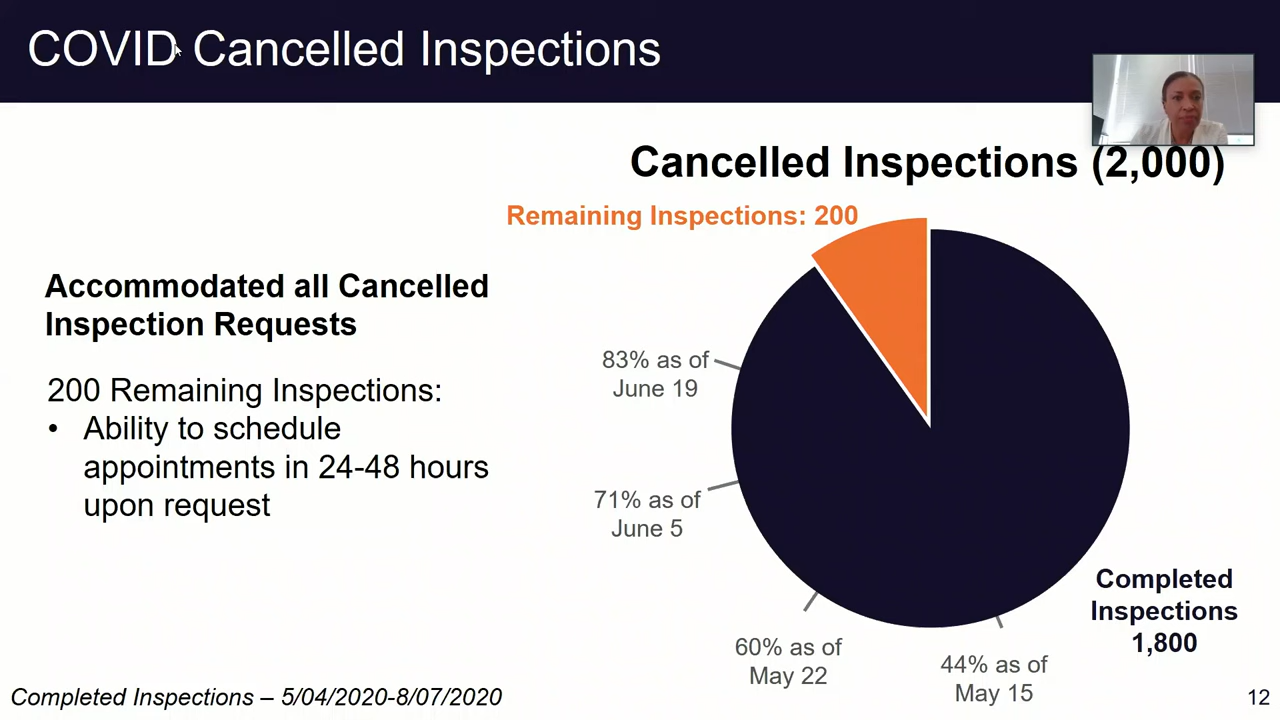 COVID Cancelled Inspections
Cancelled Inspections (2,000)
Remaining Inspections: 200
Accommodated all Cancelled
Inspection Requests
200 Remaining Inspections:
• Ability to schedule
appointments in 24-48 hours
upon request
83% as of
June 19
71% as of
June 5
60% as of
May 22
44% as of
May 15
Completed
Inspections
1,800
Completed Inspections – 5/04/2020-8/07/2020
12